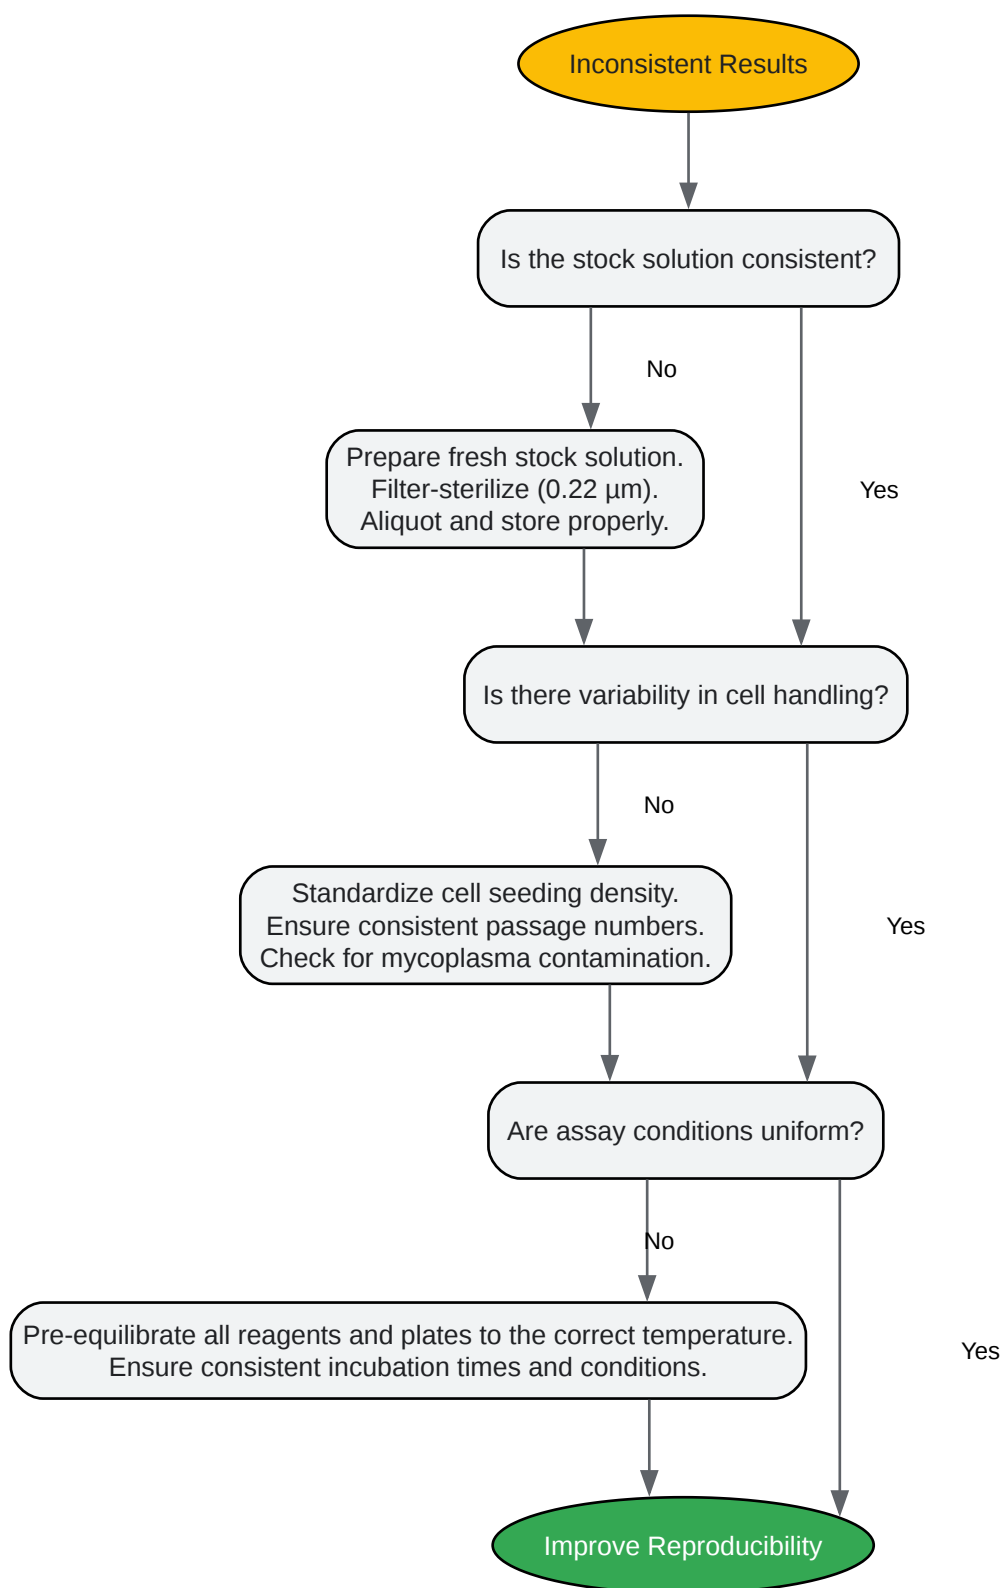 Inconsistent Results
Is the stock solution consistent?
No
Prepare fresh stock solution.
Filter-sterilize (0.22 µm).
Aliquot and store properly.
Yes
Is there variability in cell handling?
No
Standardize cell seeding density.
Ensure consistent passage numbers.
Check for mycoplasma contamination.
Yes
Are assay conditions uniform?
No
Pre-equilibrate all reagents and plates to the correct temperature.
Ensure consistent incubation times and conditions.
Yes
Improve Reproducibility